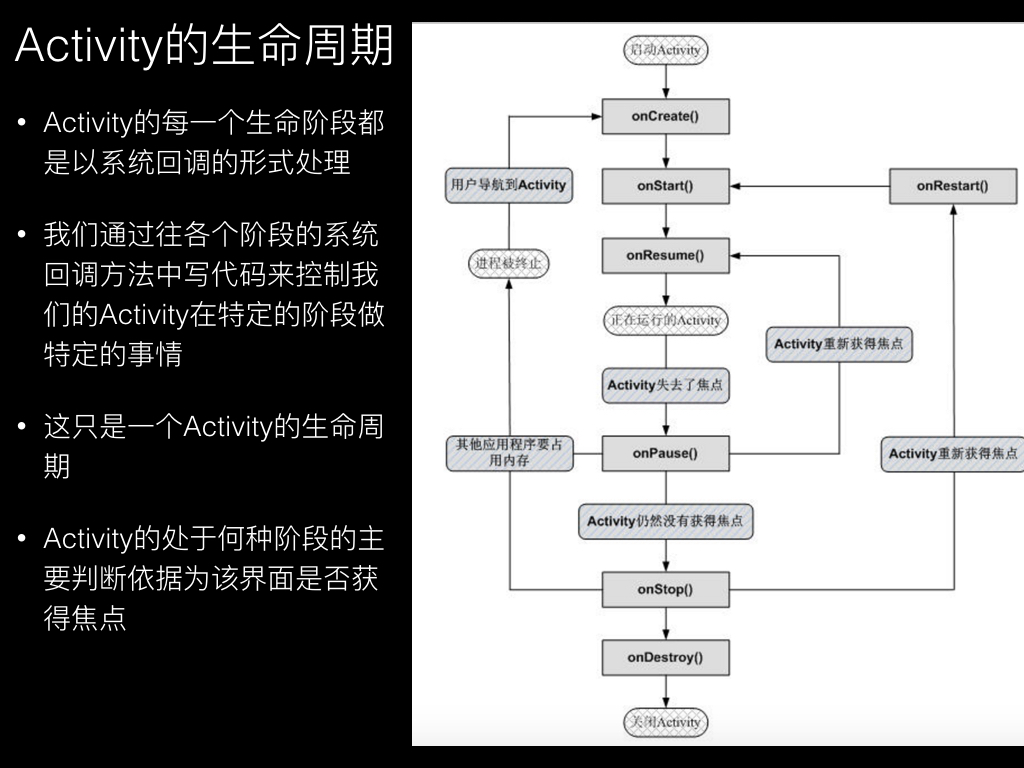 Activity的生命周期
• Activity的每一个生命阶段都
是以系统回调的形式处理
• 我们通过往各个阶段的系统
回调方法中写代码来控制我
们的Activity在特定的阶段做
特定的事情
• 这只是一个Activity的生命周
期
• Activity的处于何种阶段的主
要判断依据为该界面是否获
得焦点
启动Activity
onCreate()
用户导航到Activity
onStart()
onRestart()
进程被终止
onResume()
正在运行的Activity
Activity重新获得焦点
Activity失去了焦点
其他应用程序要占
用内存
onPause()
Activity重新获得焦点
Activity仍然没有获得焦点
onStop()
onDestroy()
关闭Activity